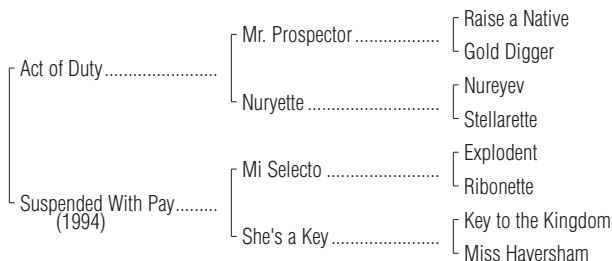 Raise a Native
Mr. Prospector
Gold Digger
Act of Duty
Nureyev
Nuryette
Stellarette
Explodent
Mi Selecto
Ribonette
Suspended With Pay
(1994)
Key to the Kingdom
She's a Key
Miss Haversham